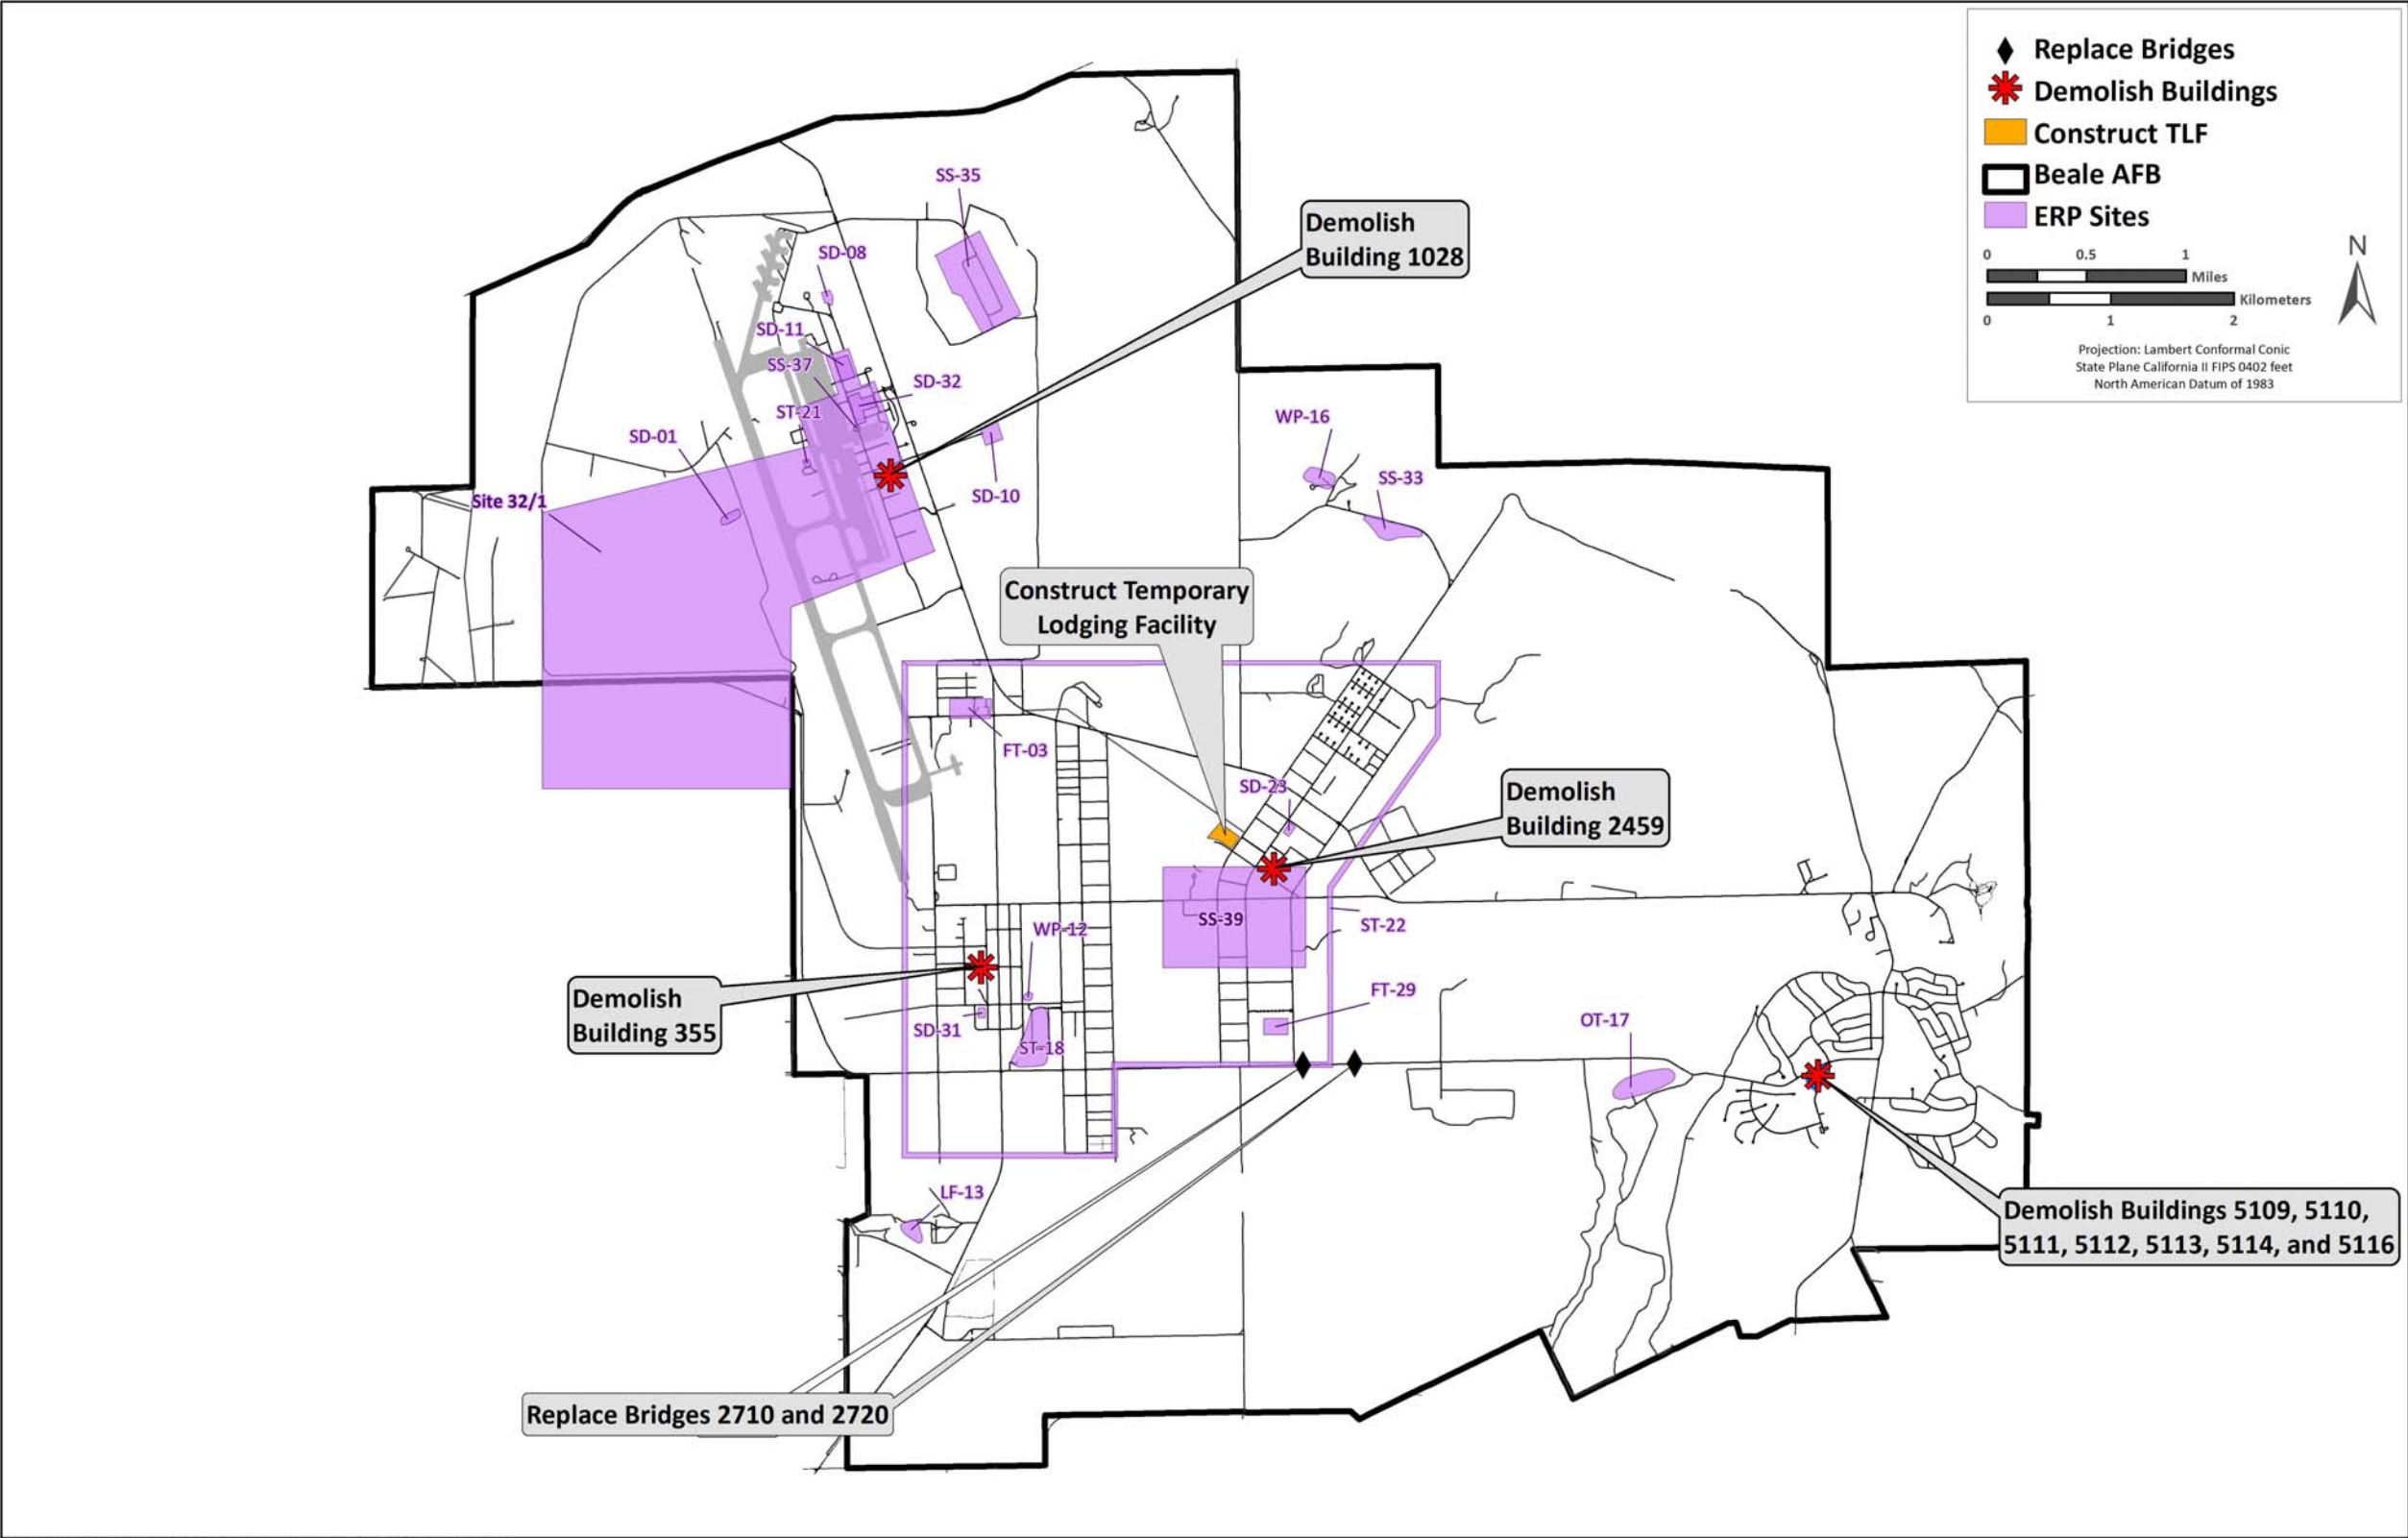 Replace Bridges
Demolish Buildings
Construct TLF
Beale AFB
ERP Sites
0 0.5 1
Miles
Kilometers
0 1 2
N
Projection: Lambert Conformal Conic
State Plane California II FIPS 0402 feet
North American Datum of 1983
SS-35
Demolish
Building 1028
SD-08
SD-11
SS-37
SD-32
ST-21
SD-01
WP-16
SS-33
SD-10
Site 32/1
Construct Temporary
Lodging Facility
FT-03
SD-23
Demolish
Building 2459
SS-39
ST-22
WP-12
Demolish
Building 355
FT-29
SD-31
ST-18
OT-17
LF-13
Demolish Buildings 5109, 5110,
5111, 5112, 5113, 5114, and 5116
Replace Bridges 2710 and 2720